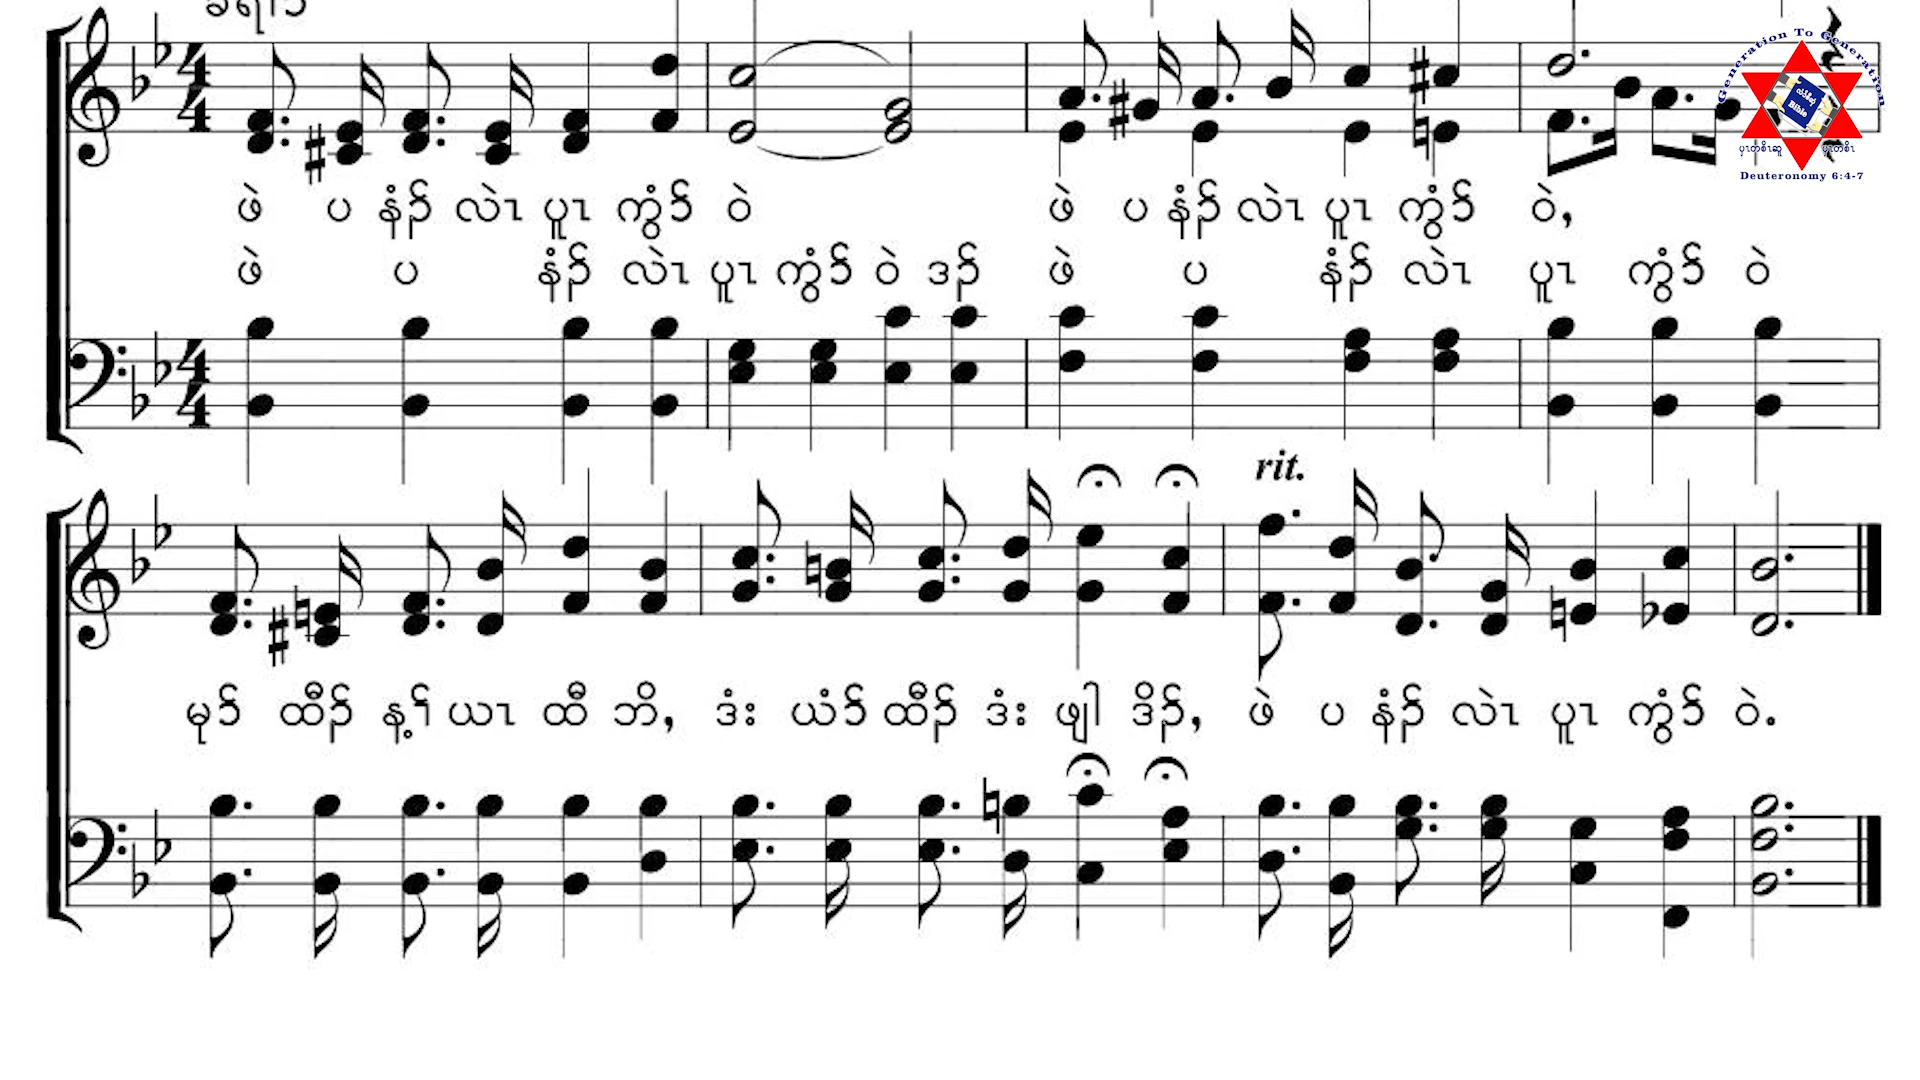 Generation To Generation
Bible
Deuteronomy 6:4-7
ဖဲ ပ နံၣ် လဲၤ ပူၤ ကွံာ် ဝဲ ဖဲ ပ နံၣ် လဲၤ ပူၤ ကွံာ် ဝဲ,
ဖဲ ပ နံၣ် လဲၤ ပူၤ ကွံာ် ဝဲ ဒၣ် ဖဲ ပ နံၣ် လဲၤ ပူၤ ကွံာ် ဝဲ
rit.
မုာ် ထီၣ် န့ၢ် ယၤ ထီ ဘိ, ဒံး ယံာ် ထီၣ် ဒံး ဖျါ ဒိၣ်, ဖဲ ပ နံၣ် လဲၤ ပူၤ ကွံာ် ဝဲ.